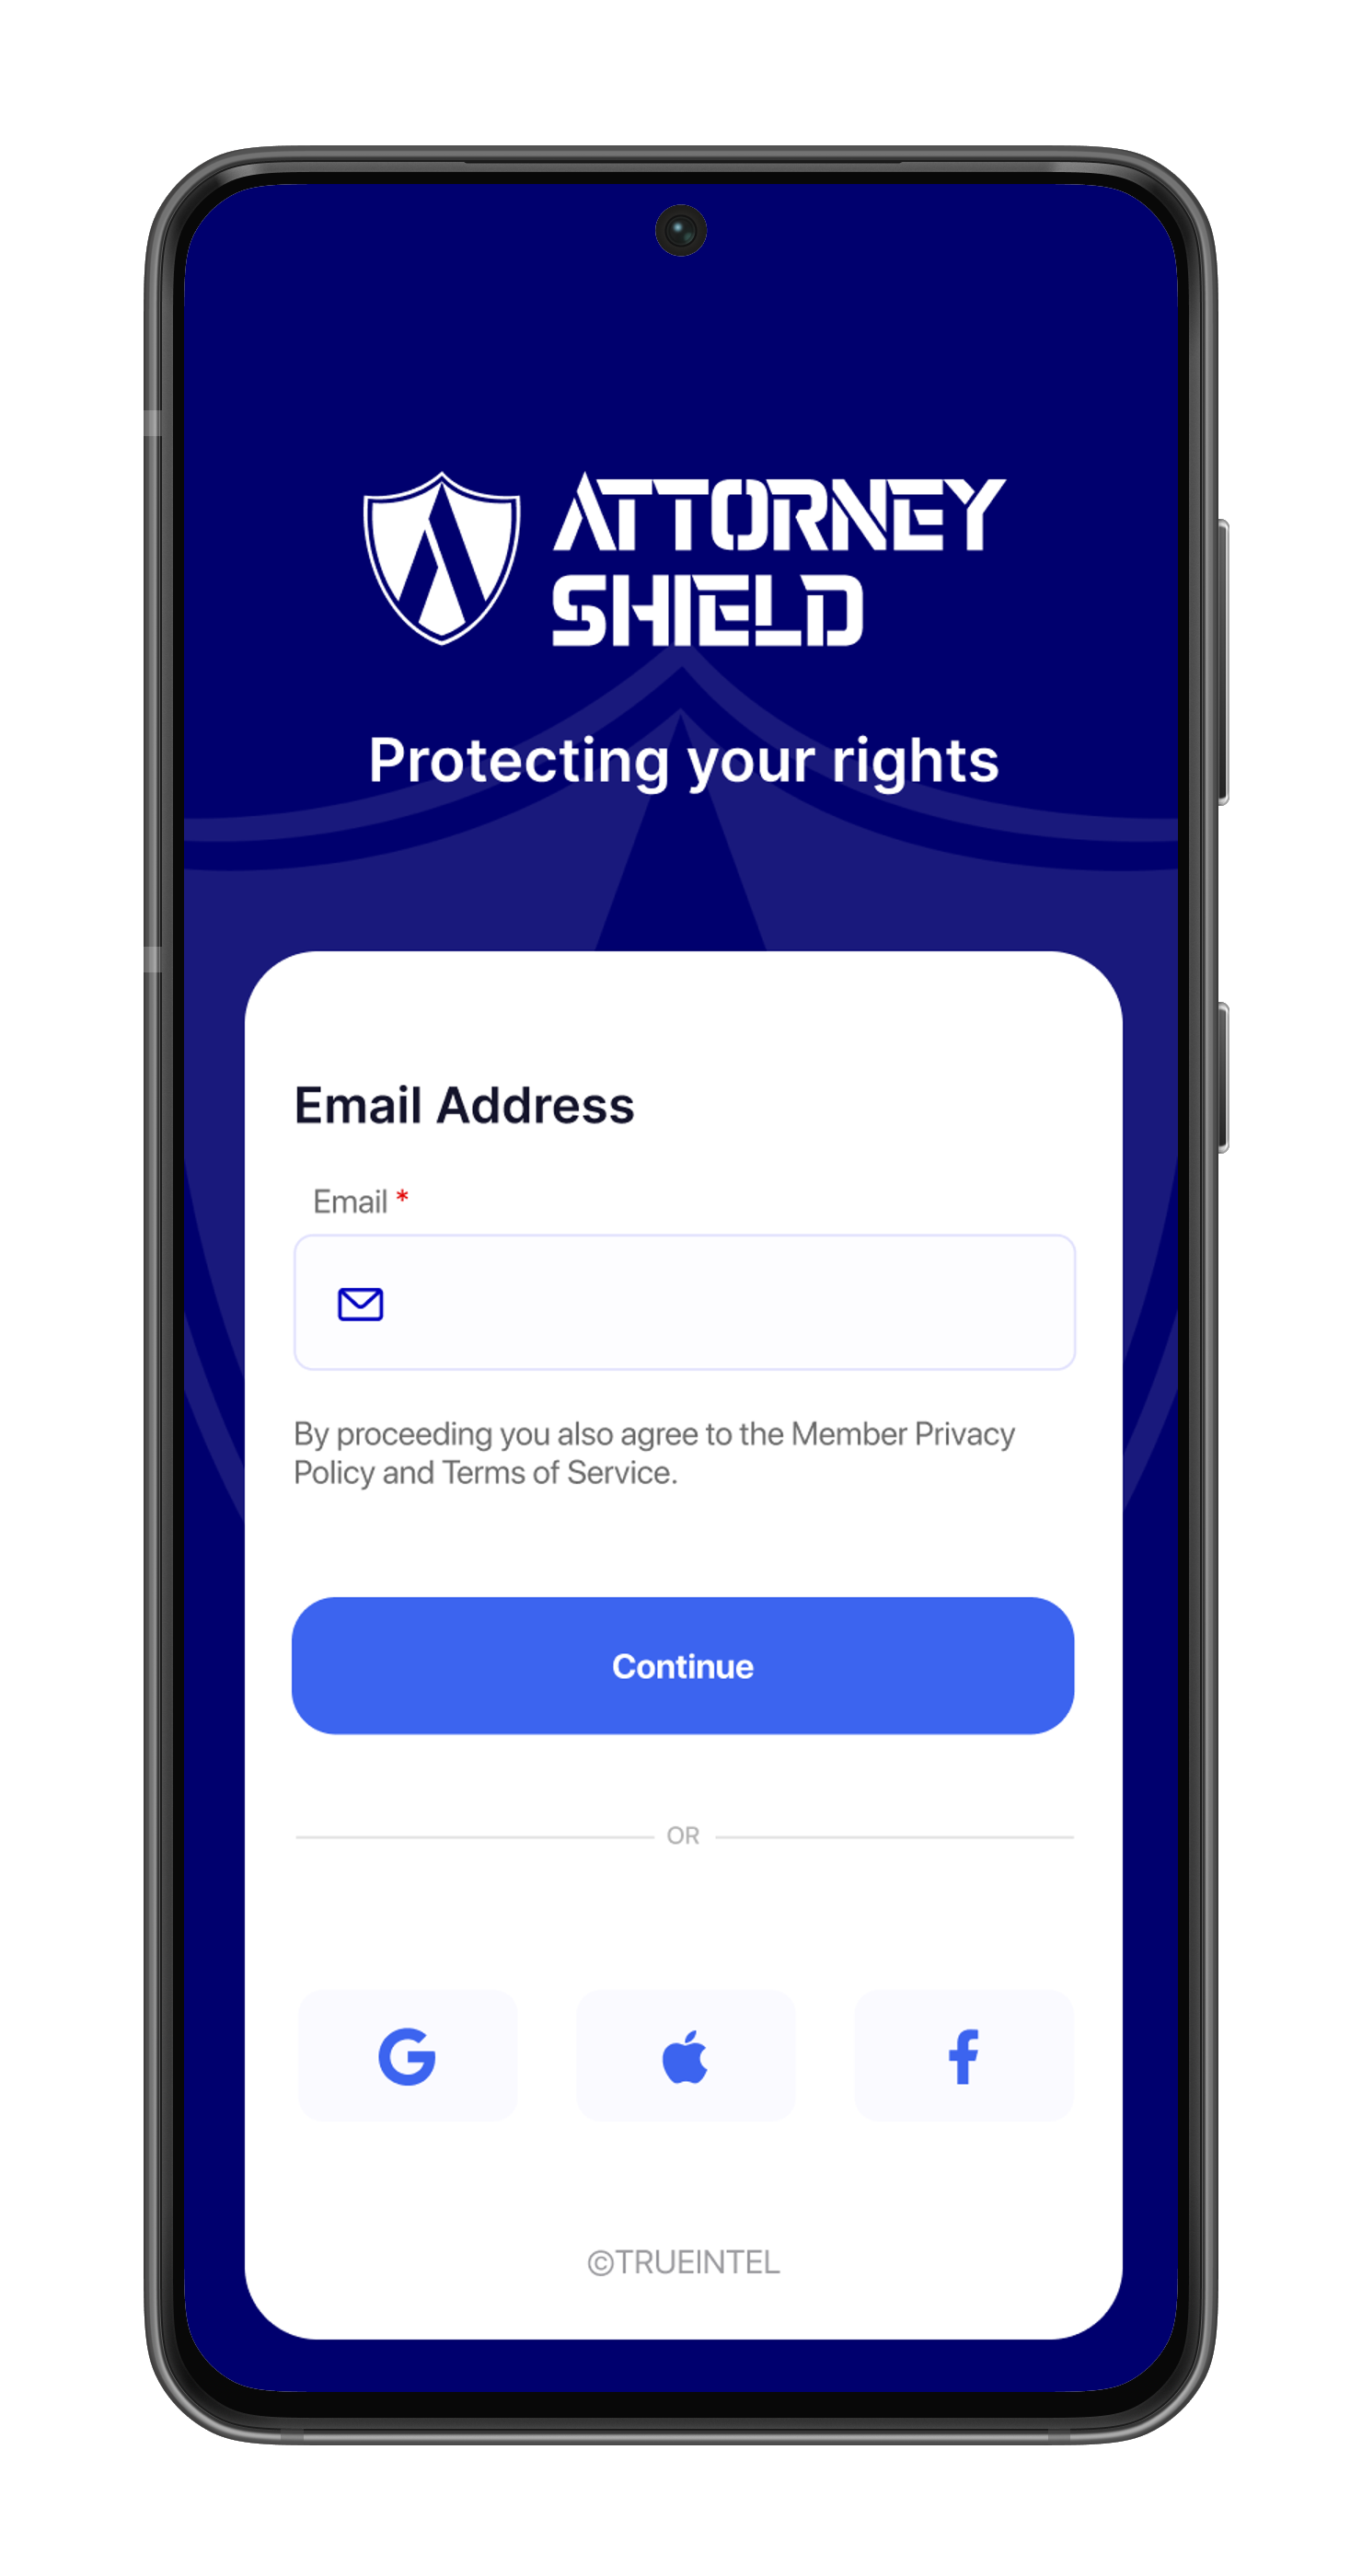 ATTORNEY
SHIELD
Protecting your rights
Email Address
Email *
By proceeding you also agree to the Member Privacy
Policy and Terms of Service.
Continue
OR
©TRUEINTEL